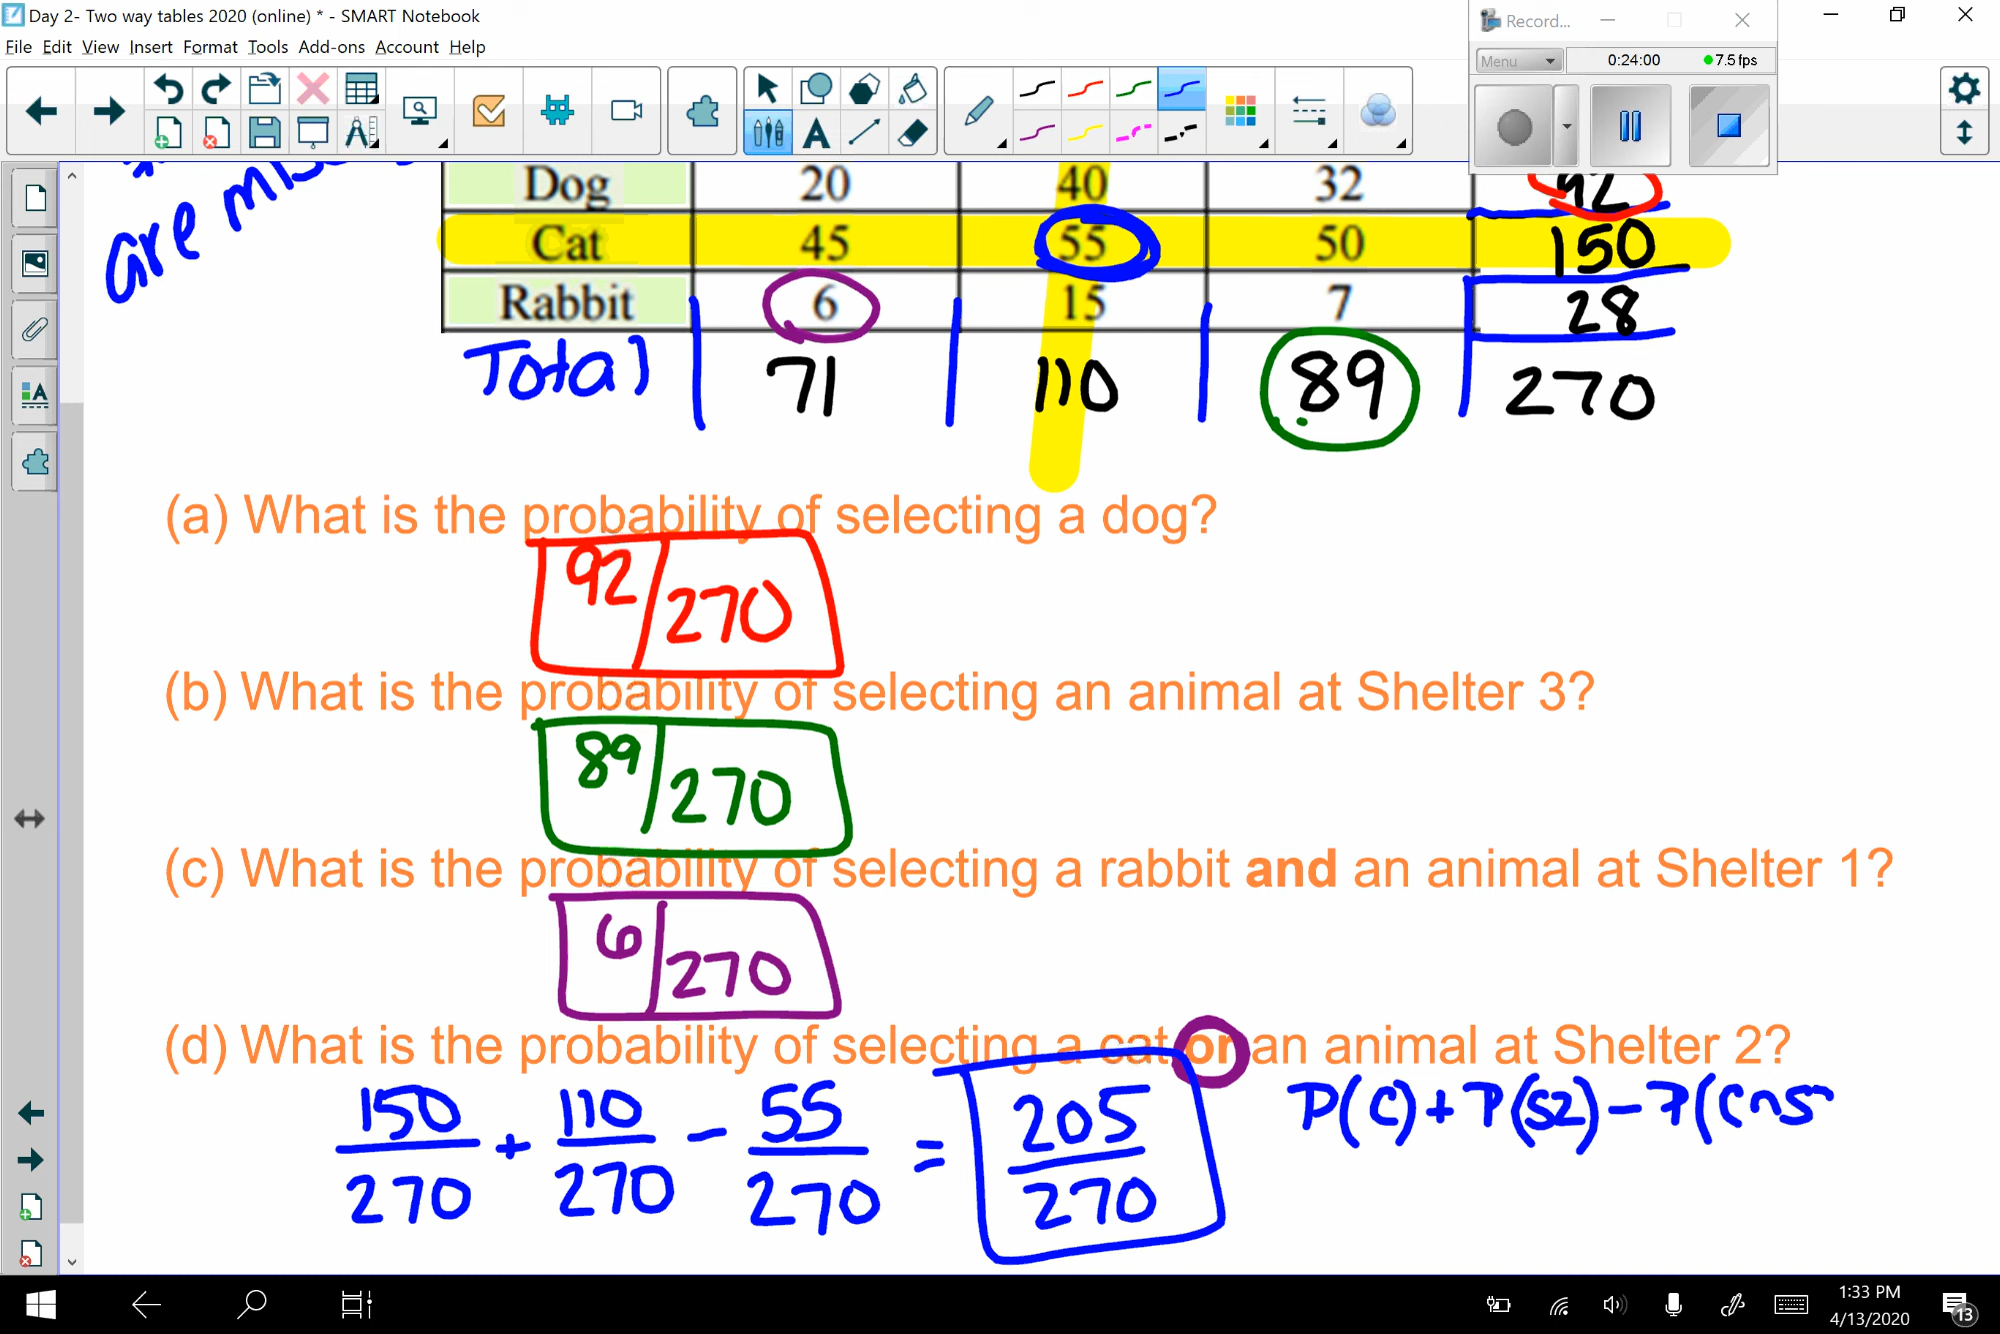 Day 2- Two way tables 2020 (online) * - SMART Notebook
Record...
File Edit View Insert Format Tools Add-ons Account Help
Menu 0:24:00 7.5 fps
are
Dog 20 40 32 92
Cat 45 55 50 150
Rabbit 6 15 7 28
Total 71 110 89 270
(a) What is the probability of selecting a dog?
92/270
(b) What is the probability of selecting an animal at Shelter 3?
89/270
(c) What is the probability of selecting a rabbit and an animal at Shelter 1?
6/270
(d) What is the probability of selecting a cat or an animal at Shelter 2?
150/270 + 110/270 - 55/270 = 205/270
P(C)+P(S2)-P(C∩S
1:33 PM
4/13/2020
13